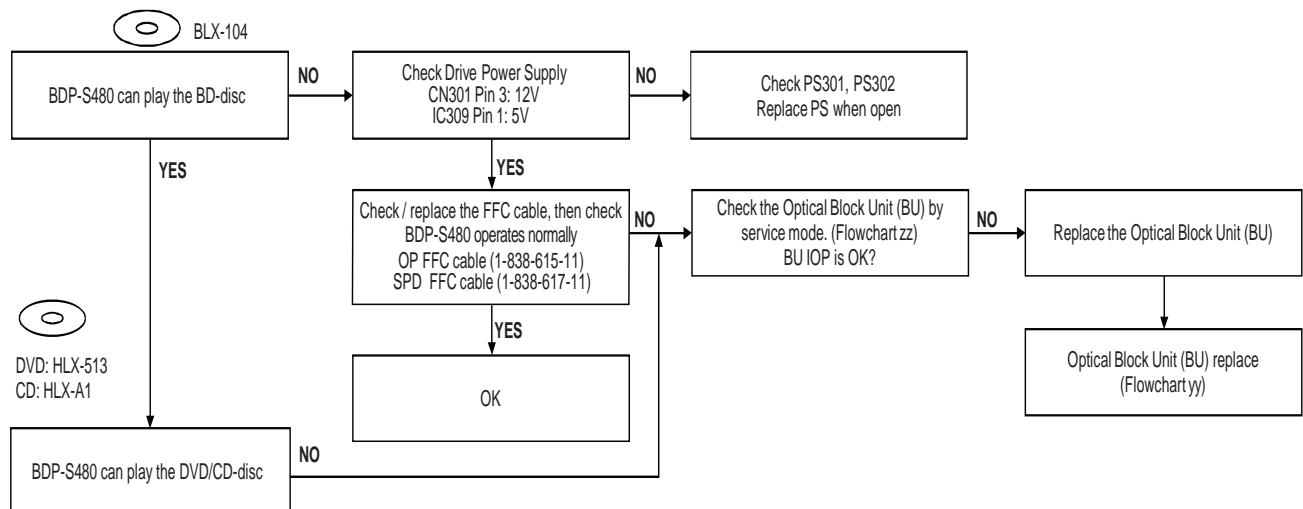 BLX-104
BDP-S480 can play the BD-disc
NO
Check Drive Power Supply
CN301 Pin 3: 12V
IC309 Pin 1: 5V
NO
Check PS301, PS302
Replace PS when open
YES
YES
Check / replace the FFC cable, then check
BDP-S480 operates normally
OP FFC cable (1-838-615-11)
SPD FFC cable (1-838-617-11)
NO
Check the Optical Block Unit (BU) by
service mode. (Flowchart zz)
BU IOP is OK?
NO
Replace the Optical Block Unit (BU)
YES
OK
Optical Block Unit (BU) replace
(Flowchart yy)
DVD: HLX-513
CD: HLX-A1
BDP-S480 can play the DVD/CD-disc
NO